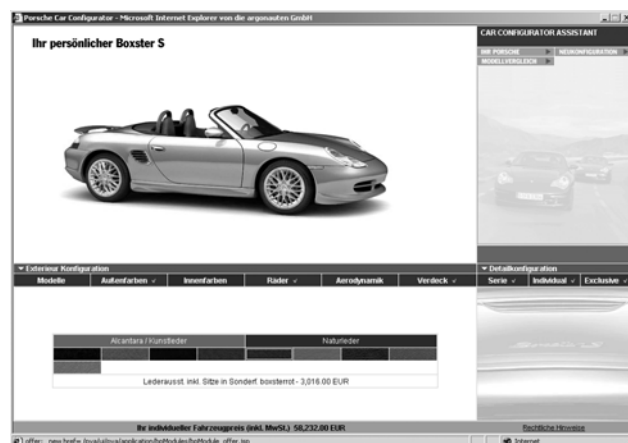 Porsche Car Configurator - Microsoft Internet Explorer von die argonauten GmbH
Ihr persönlicher Boxster S
CAR CONFIGURATOR ASSISTANT
IHR PORSCHE
NEUKONFIGURATION
MODELLVERGLEICH
Exterieur Konfiguration
Modelle Außenfarben Innenfarben Räder Aerodynamik Verdeck
Detailkonfiguration
Serie Individual Exclusive
Alcantara / Kunstleder Naturleder
Boxster S
Lederausst. inkl. Sitze in Sonderf. boxsterrot - 3,016.00 EUR
Ihr individueller Fahrzeugpreis (inkl. MwSt.) 58,232.00 EUR
Rechtliche Hinweise
Internet